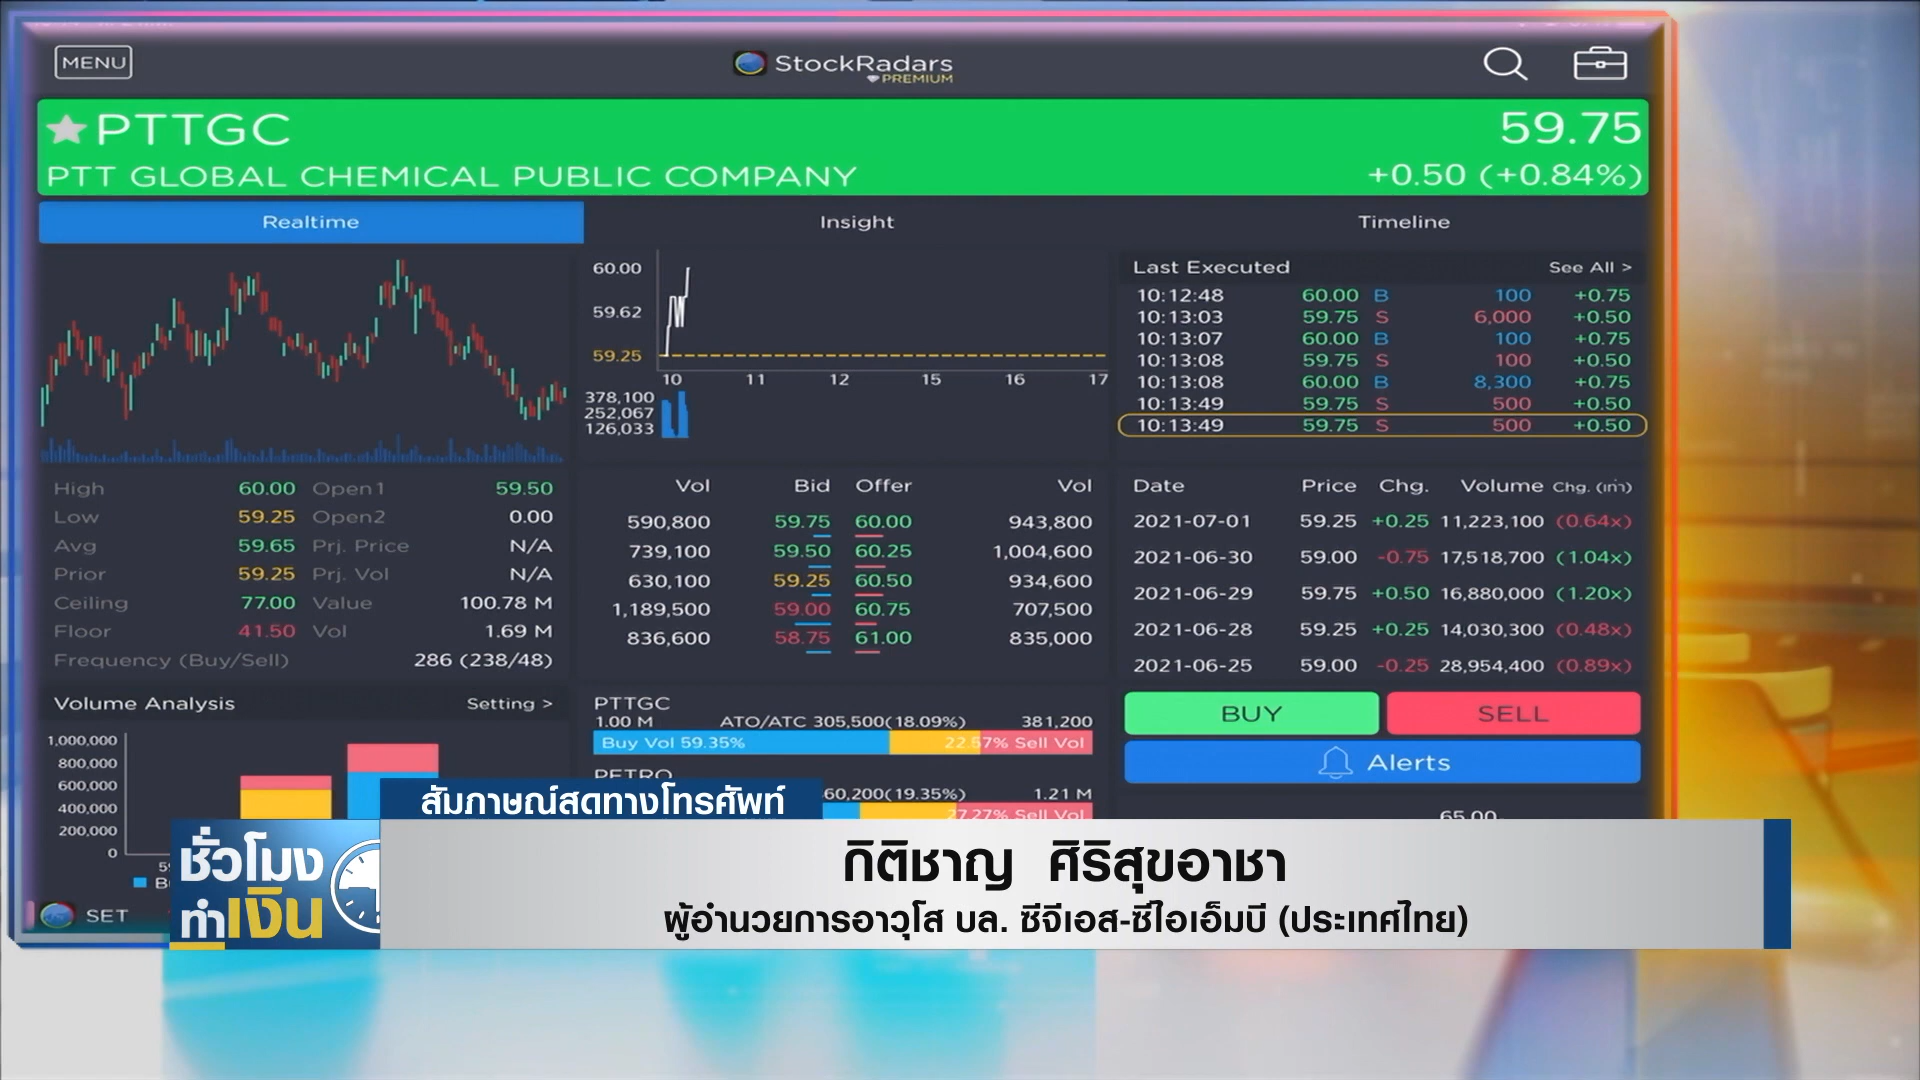 MENU
StockRadars
PREMIUM
PTTGC
59.75
PTT GLOBAL CHEMICAL PUBLIC COMPANY
+0.50 (+0.84%)
Realtime
Insight
Timeline
60.00
59.62
59.25
10 11 12 15 16 17
378,100
252,067
126,033
Last Executed See All >
10:12:48 60.00 B 100 +0.75
10:13:03 59.75 S 6,000 +0.50
10:13:07 60.00 B 100 +0.75
10:13:08 59.75 S 100 +0.50
10:13:08 60.00 B 8,300 +0.75
10:13:49 59.75 S 500 +0.50
10:13:49 59.75 S 500 +0.50
High 60.00 Open1 59.50
Low 59.25 Open2 0.00
Avg 59.65 Prj. Price N/A
Prior 59.25 Prj. Vol N/A
Ceiling 77.00 Value 100.78 M
Floor 41.50 Vol 1.69 M
Frequency (Buy/Sell) 286 (238/48)
Vol Bid Offer Vol
590,800 59.75 60.00 943,800
739,100 59.50 60.25 1,004,600
630,100 59.25 60.50 934,600
1,189,500 59.00 60.75 707,500
836,600 58.75 61.00 835,000
Date Price Chg. Volume Chg. (เท่า)
2021-07-01 59.25 +0.25 11,223,100 (0.64x)
2021-06-30 59.00 -0.75 17,518,700 (1.04x)
2021-06-29 59.75 +0.50 16,880,000 (1.20x)
2021-06-28 59.25 +0.25 14,030,300 (0.48x)
2021-06-25 59.00 -0.25 28,954,400 (0.89x)
Volume Analysis Setting >
1,000,000
800,000
600,000
400,000
200,000
0
PTTGC
1.00 M ATO/ATC 305,500(18.09%) 381,200
Buy Vol 59.35% 22.57% Sell Vol
PETRO
60,200(19.35%) 1.21 M
27.27% Sell Vol
BUY SELL
Alerts
65.00
SET
สัมภาษณ์สดทางโทรศัพท์
ชั่วโมง
ทำเงิน
กิติชาญ ศิริสุขอาชา
ผู้อำนวยการอาวุโส บล. ซีจีเอส-ซีไอเอ็มบี (ประเทศไทย)